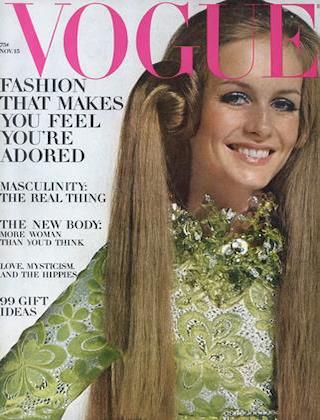 VOGUE
75¢
NOV. 15
FASHION
THAT MAKES
YOU FEEL
YOU'RE
ADORED
MASCULINITY:
THE REAL THING
THE NEW BODY:
MORE WOMAN
THAN YOU'D THINK
LOVE, MYSTICISM,
AND THE HIPPIES
99 GIFT
IDEAS